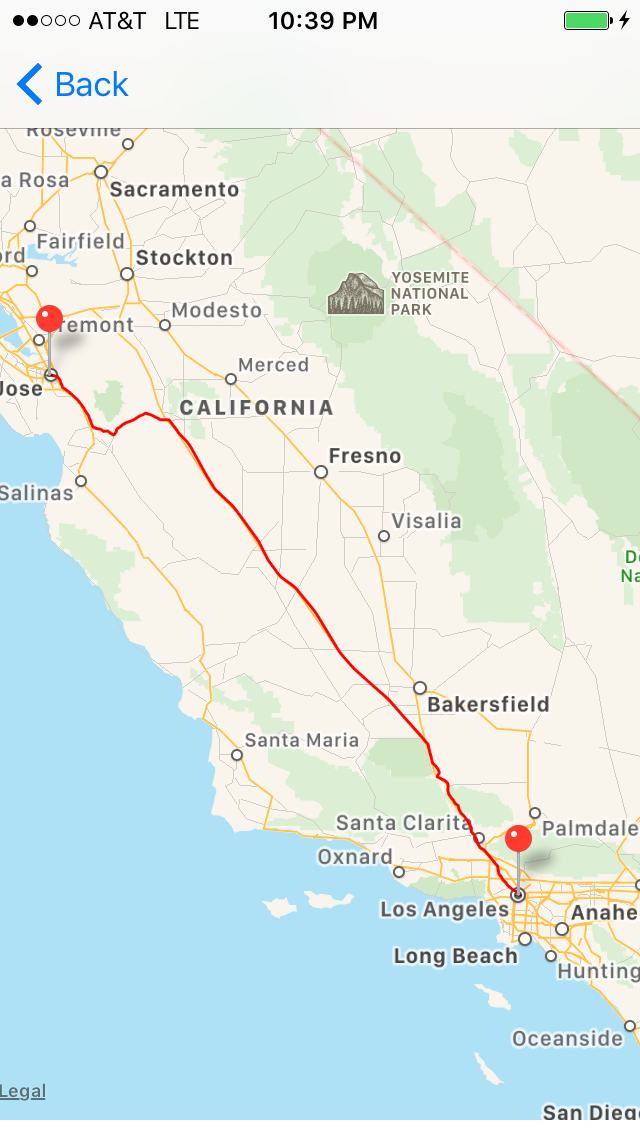 AT&T LTE 10:39 PM
Back
Roseville
a Rosa
Sacramento
Fairfield
ord
Stockton
YOSEMITE
NATIONAL
PARK
Modesto
remont
Merced
Jose
CALIFORNIA
Fresno
Salinas
Visalia
De
Na
Bakersfield
Santa Maria
Santa Clarita
Palmdale
Oxnard
Los Angeles
Anahe
Long Beach
Hunting
Oceanside
Legal
San Dieg